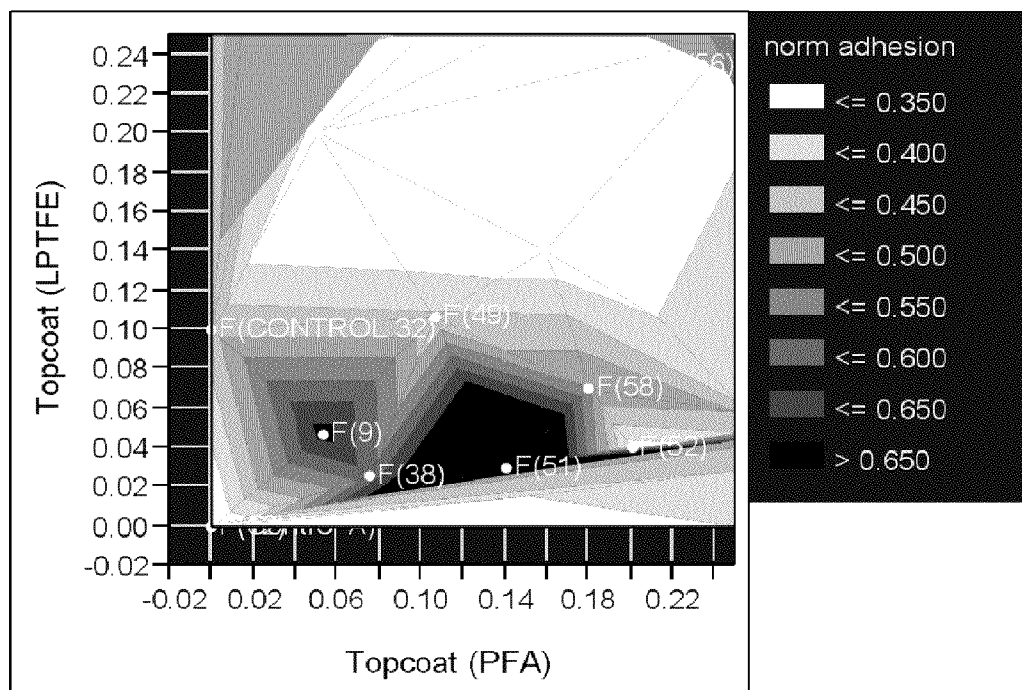 norm adhesion
<= 0.350
<= 0.400
<= 0.450
<= 0.500
<= 0.550
<= 0.600
<= 0.650
> 0.650
Topcoat (LPTFE)
0.24
0.22
0.20
0.18
0.16
0.14
0.12
0.10
0.08
0.06
0.04
0.02
0.00
-0.02
56)
F(CONTROL 32)
F(49)
F(58)
F(9)
F(52)
F(38)
F(51)
-0.02 0.02 0.06 0.10 0.14 0.18 0.22
Topcoat (PFA)